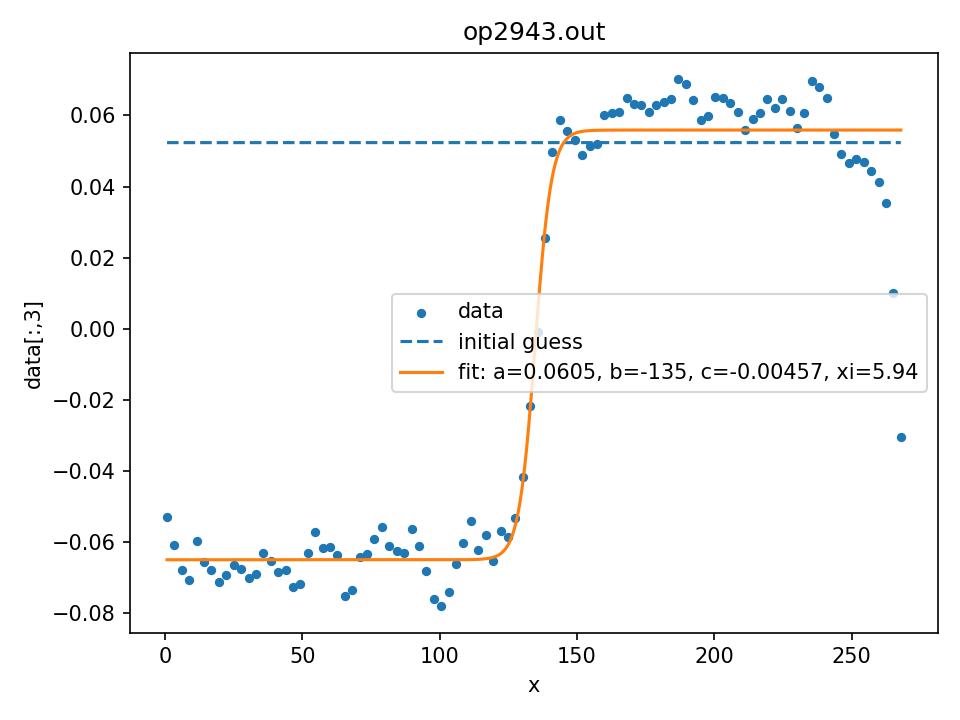 op2943.out
0.06
0.04
0.02
0.00
−0.02
−0.04
−0.06
−0.08
data[:,3]
data
initial guess
fit: a=0.0605, b=-135, c=-0.00457, xi=5.94
0 50 100 150 200 250
x